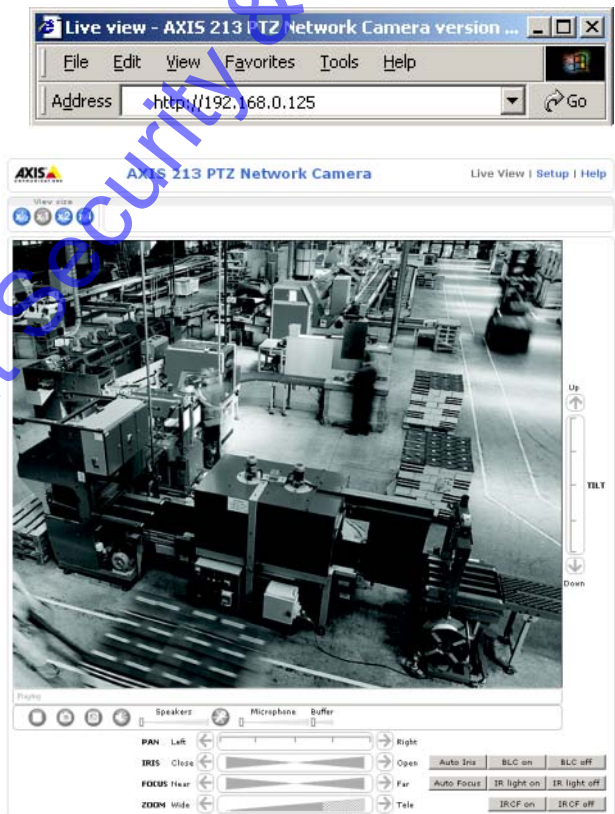 Live view - AXIS 213 PTZ Network Camera version ...
File Edit View Favorites Tools Help
Address http://192.168.0.125 Go
AXIS
COMMUNICATIONS
AXIS 213 PTZ Network Camera
Live View | Setup | Help
View size
x2
Up
TILT
Down
Playing
Speakers Microphone Buffer
PAN Left Right
IRIS Close Open Auto Iris BLC on BLC off
FOCUS Near Far Auto Focus IR light on IR light off
ZOOM Wide Tele IRCF on IRCF off
Security &